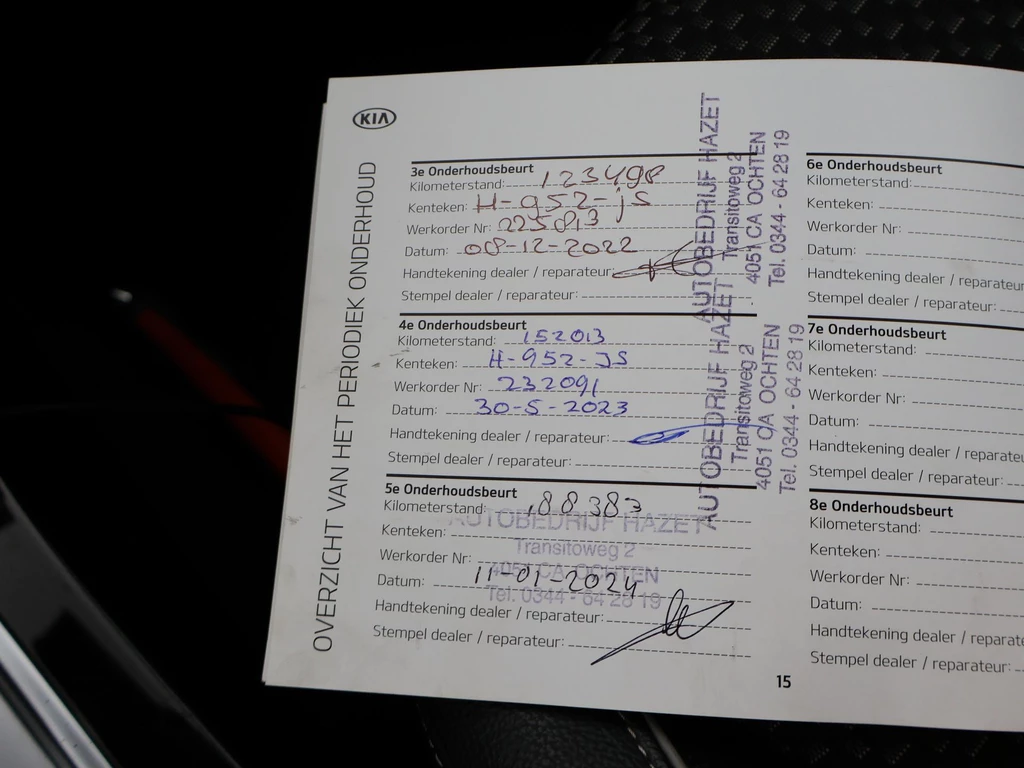 KIA
OVERZICHT VAN HET PERIODIEK ONDERHOUD
3e Onderhoudsbeurt
Kilometerstand: 123498
Kenteken: H-952-js
Werkorder Nr: 225813
Datum: 08-12-2022
Handtekening dealer / reparateur:
Stempel dealer / reparateur:
AUTOBEDRIJF HAZET
Transitoweg 2
4051 CA OCHTEN
Tel. 0344 - 64 28 19
4e Onderhoudsbeurt
Kilometerstand: 152013
Kenteken: H-952-JS
Werkorder Nr: 232091
Datum: 30-5-2023
Handtekening dealer / reparateur:
Stempel dealer / reparateur:
AUTOBEDRIJF HAZET
Transitoweg 2
4051 CA OCHTEN
Tel. 0344 - 64 28 19
5e Onderhoudsbeurt
Kilometerstand: 188383
Kenteken:
Werkorder Nr:
Datum: 11-01-2024
Handtekening dealer / reparateur:
Stempel dealer / reparateur:
AUTOBEDRIJF HAZET
Transitoweg 2
4051 CA OCHTEN
Tel. 0344 - 64 28 19
6e Onderhoudsbeurt
Kilometerstand:
Kenteken:
Werkorder Nr:
Datum:
Handtekening dealer / reparateur
Stempel dealer / reparateur:
7e Onderhoudsbeurt
Kilometerstand:
Kenteken:
Werkorder Nr:
Datum:
Handtekening dealer / reparateu
Stempel dealer / reparateur:
8e Onderhoudsbeurt
Kilometerstand:
Kenteken:
Werkorder Nr:
Datum:
Handtekening dealer / reparate
Stempel dealer / reparateur:
15